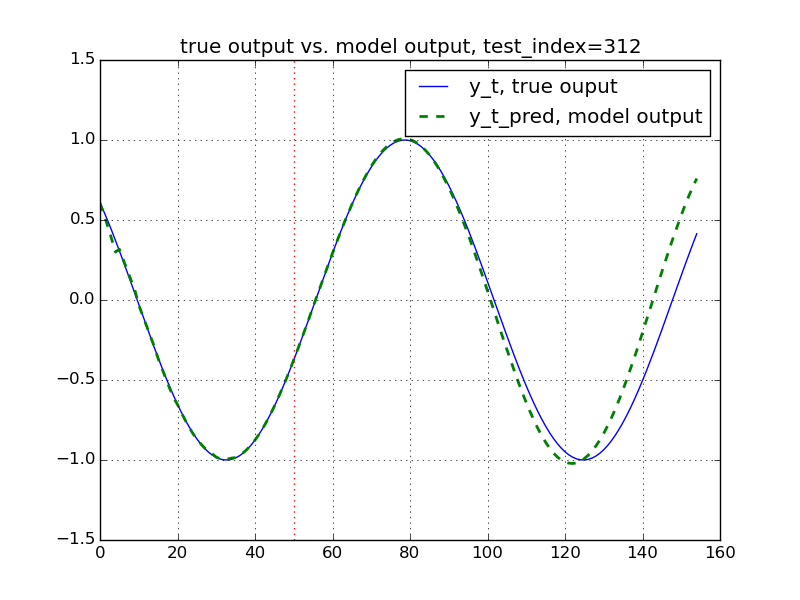 true output vs. model output, test_index=312
y_t, true ouput
y_t_pred, model output
1.5
1.0
0.5
0.0
−0.5
−1.0
−1.5
0 20 40 60 80 100 120 140 160